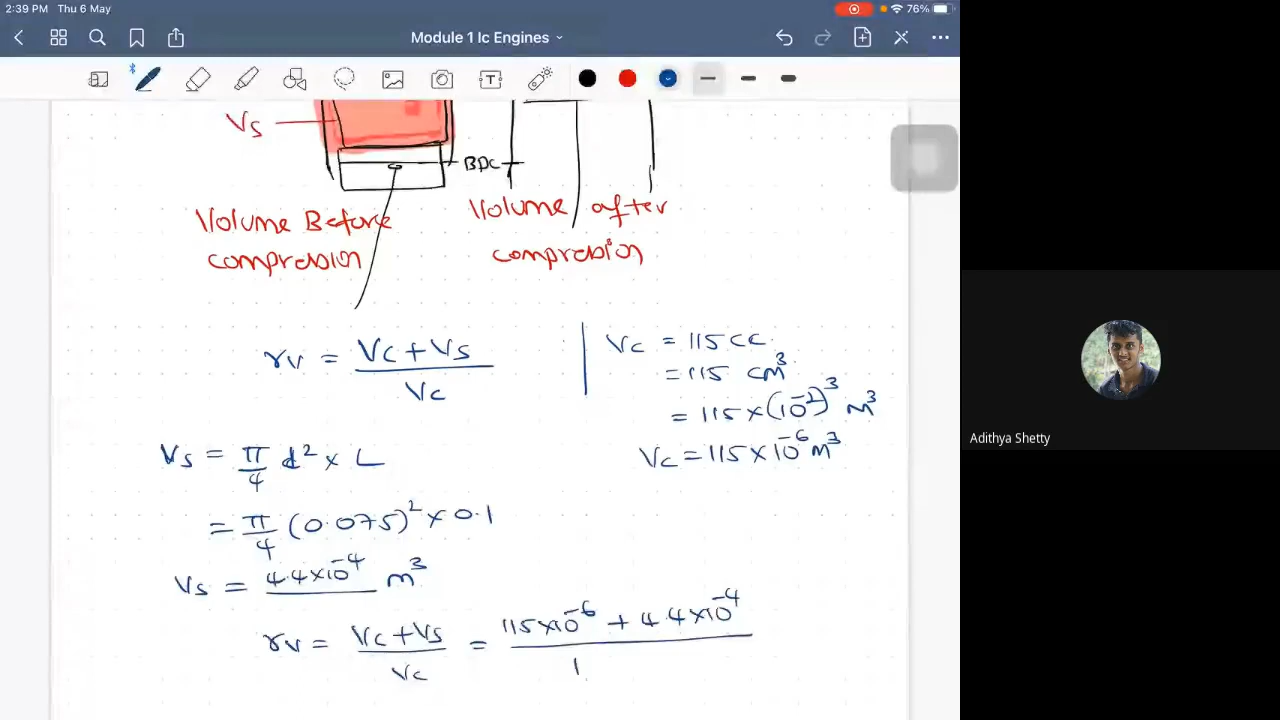 2:39 PM Thu 6 May
76%
Module 1 Ic Engines
Vs
BDC
Volume Before
compression
Volume after
compression
rv = Vc + Vs / Vc
Vc = 115 cc
= 115 cm³
= 115 × (10⁻²)³ m³
Vc = 115 × 10⁻⁶ m³
Vs = π/4 d² × L
= π/4 (0.075)² × 0.1
Vs = 4.4×10⁻⁴ m³
rv = Vc + Vs / Vc = 115×10⁻⁶ + 4.4×10⁻⁴ / 1
Adithya Shetty